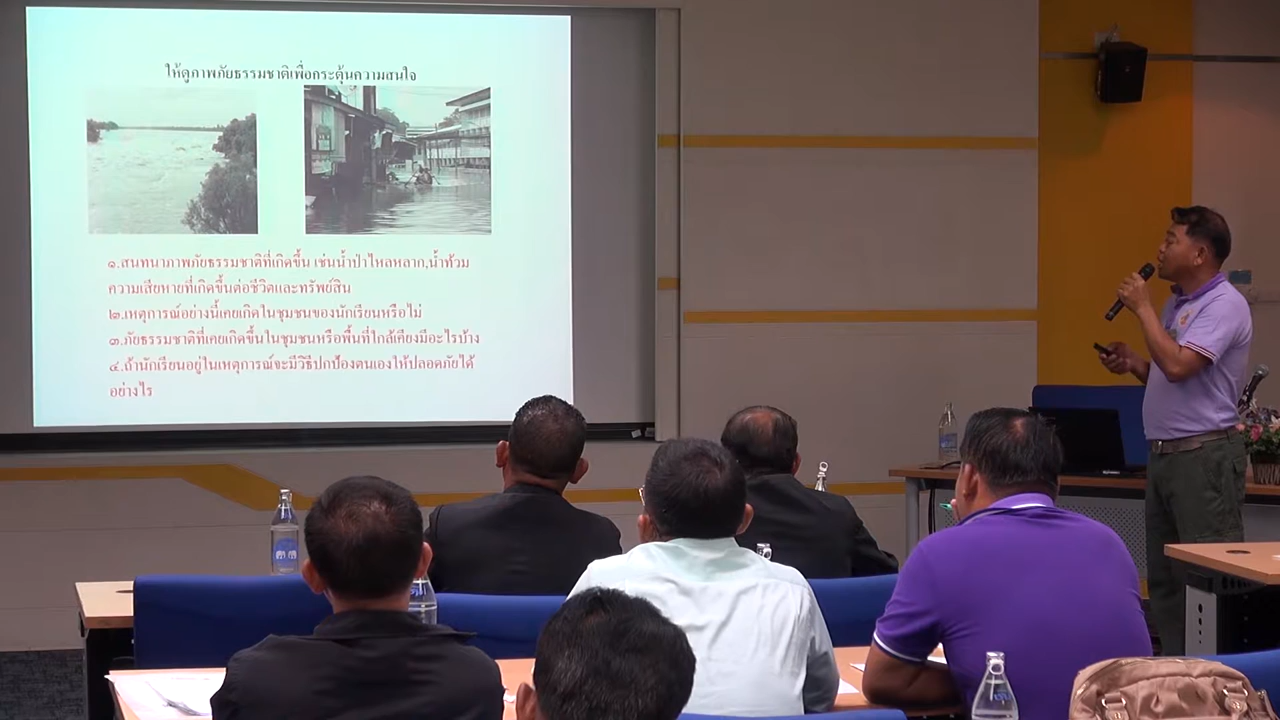 ให้ดูภาพภัยธรรมชาติเพื่อกระตุ้นความสนใจ
๑.สนทนาภาพภัยธรรมชาติที่เกิดขึ้น เช่นน้ำป่าไหลหลาก,น้ำท้วม
ความเสียหายที่เกิดขึ้นต่อชีวิตและทรัพย์สิน
๒.เหตุการณ์อย่างนี้เคยเกิดในชุมชนของนักเรียนหรือไม่
๓.ภัยธรรมชาติที่เคยเกิดขึ้นในชุมชนหรือพื้นที่ใกล้เคียงมีอะไรบ้าง
๔.ถ้านักเรียนอยู่ในเหตุการณ์จะมีวิธีปกป้องตนเองให้ปลอดภัยได้
อย่างไร